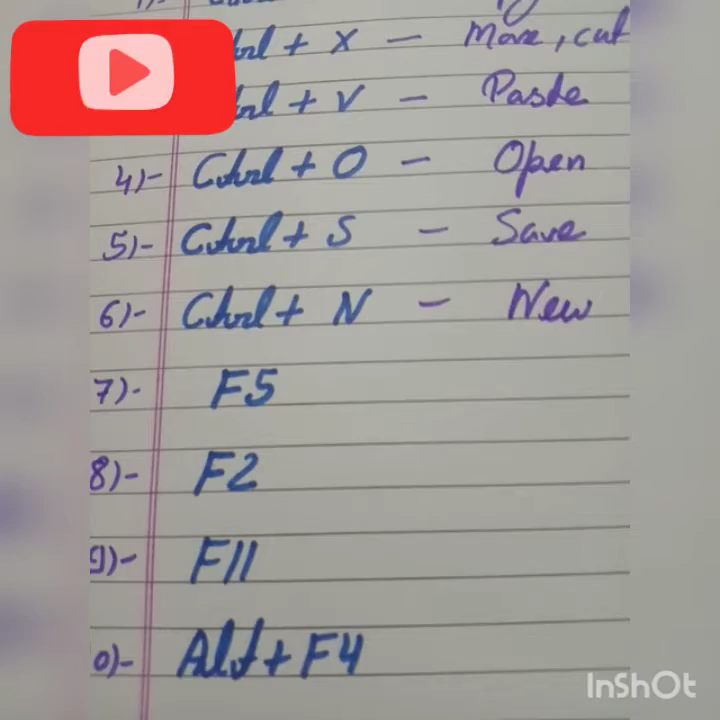 Ctrl + X – Move, cut
Ctrl + V – Paste
4)- Ctrl + O – Open
5)- Ctrl + S – Save
6)- Ctrl + N – New
7)- F5
8)- F2
9)- F11
0)- Alt + F4
InShOt